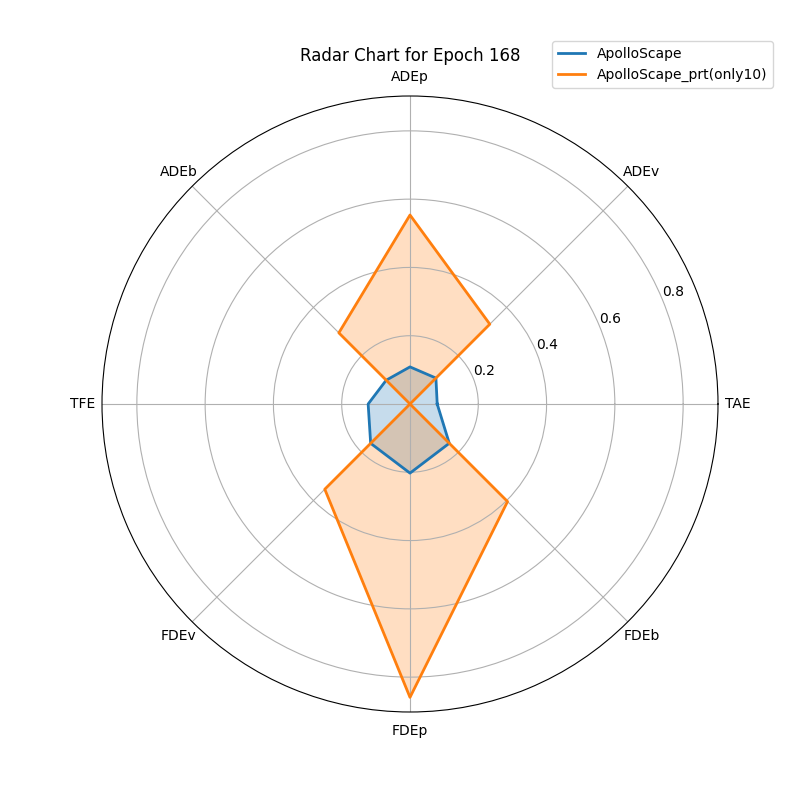 Radar Chart for Epoch 168
ApolloScape
ApolloScape_prt(only10)
ADEp
ADEb
ADEv
0.8
0.6
0.4
0.2
TFE
TAE
FDEv
FDEb
FDEp